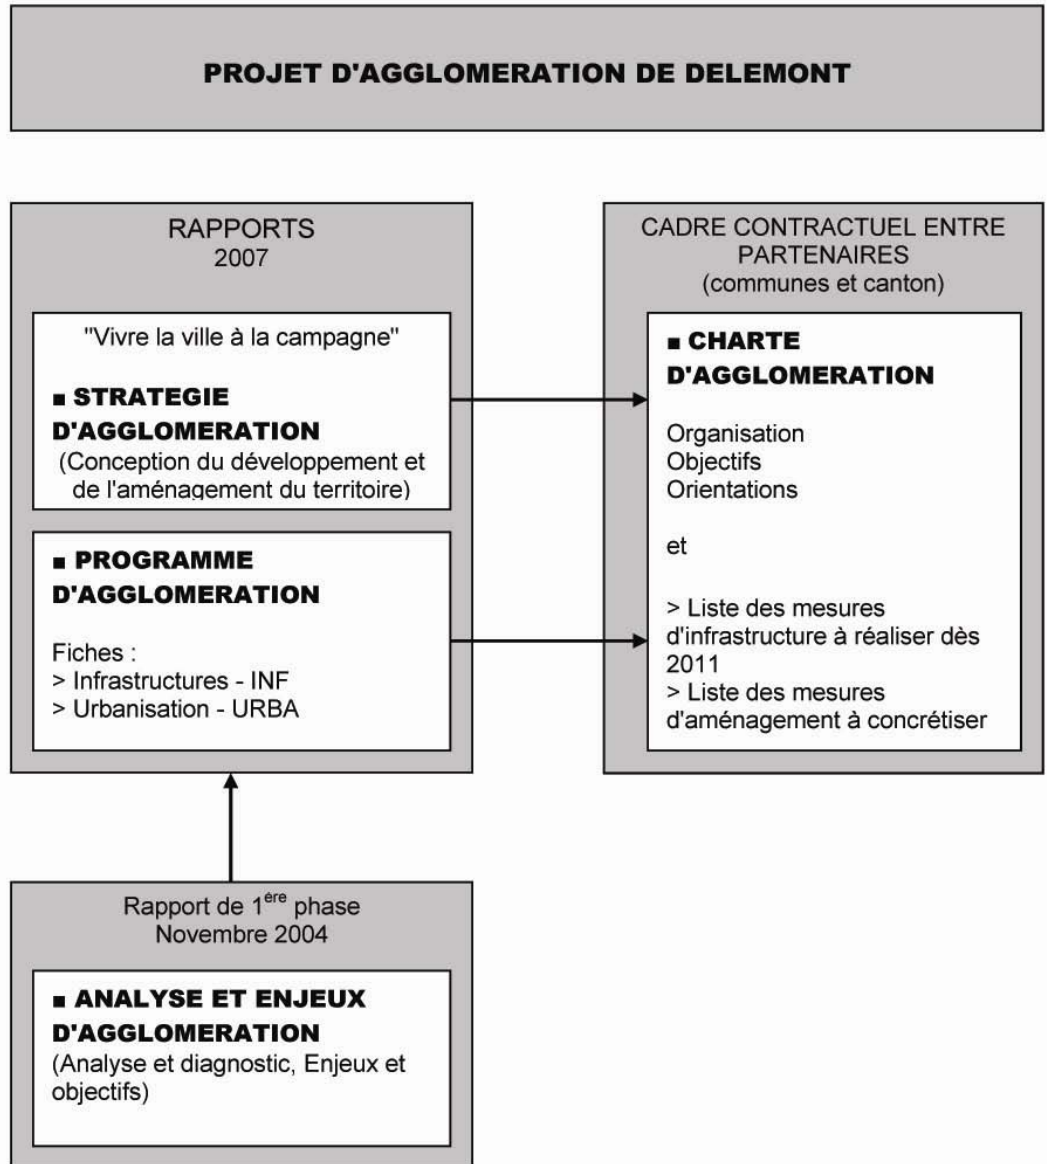 PROJET D'AGGLOMERATION DE DELEMONT
RAPPORTS
2007
"Vivre la ville à la campagne"
■ STRATEGIE
D'AGGLOMERATION
(Conception du développement et
de l'aménagement du territoire)
■ PROGRAMME
D'AGGLOMERATION
Fiches :
> Infrastructures - INF
> Urbanisation - URBA
CADRE CONTRACTUEL ENTRE
PARTENAIRES
(communes et canton)
■ CHARTE
D'AGGLOMERATION
Organisation
Objectifs
Orientations
et
> Liste des mesures
d'infrastructure à réaliser dès
2011
> Liste des mesures
d'aménagement à concrétiser
Rapport de 1ère phase
Novembre 2004
■ ANALYSE ET ENJEUX
D'AGGLOMERATION
(Analyse et diagnostic, Enjeux et
objectifs)